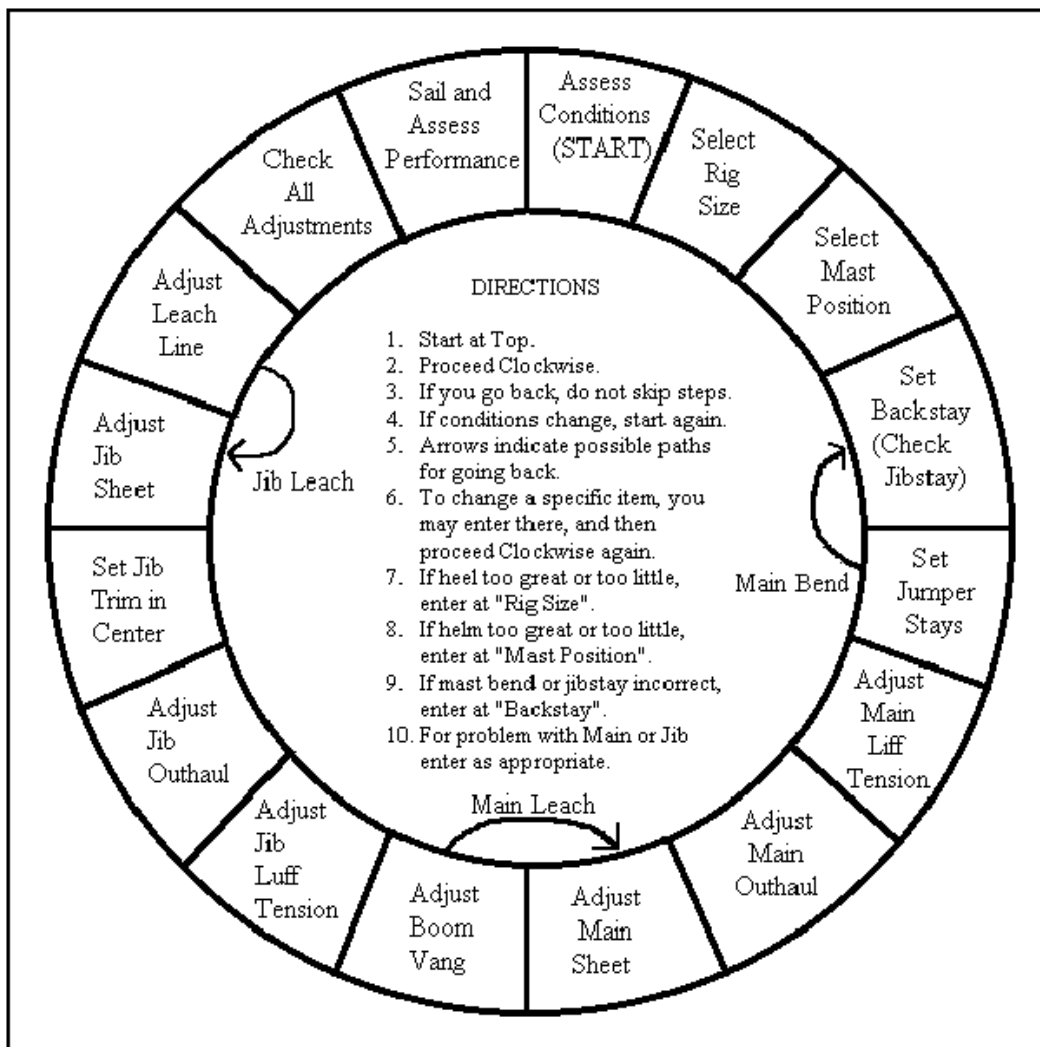 Assess
Conditions
(START)
Select
Rig
Size
Select
Mast
Position
Set
Backstay
(Check
Jibstay)
Set
Jumper
Stays
Adjust
Main
Liff
Tension
Adjust
Main
Outhaul
Adjust
Main
Sheet
Adjust
Boom
Vang
Adjust
Jib
Luff
Tension
Adjust
Jib
Outhaul
Set Jib
Trim in
Center
Adjust
Jib
Sheet
Adjust
Leach
Line
Check
All
Adjustments
Sail and
Assess
Performance
DIRECTIONS
1. Start at Top.
2. Proceed Clockwise.
3. If you go back, do not skip steps.
4. If conditions change, start again.
5. Arrows indicate possible paths
for going back.
6. To change a specific item, you
may enter there, and then
proceed Clockwise again.
7. If heel too great or too little,
enter at "Rig Size".
8. If helm too great or too little,
enter at "Mast Position".
9. If mast bend or jibstay incorrect,
enter at "Backstay".
10. For problem with Main or Jib
enter as appropriate.
Jib Leach
Main Bend
Main Leach